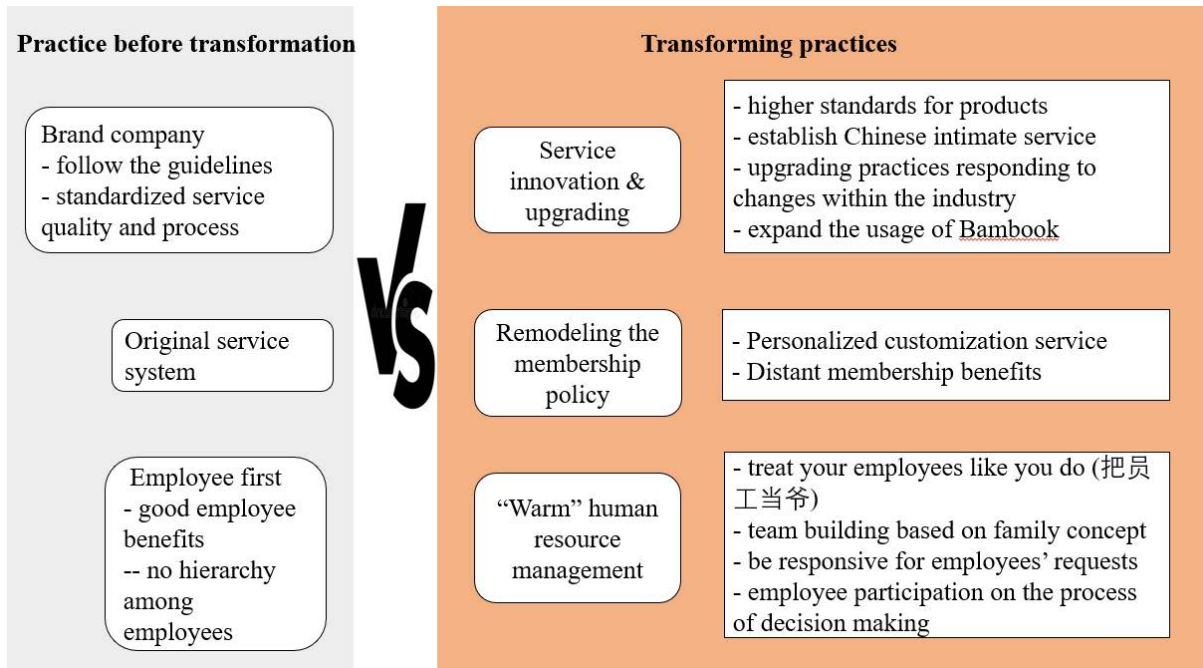 Practice before transformation
Brand company
- follow the guidelines
- standardized service
quality and process
Original service
system
Employee first
- good employee
benefits
-- no hierarchy
among
employees
VS
Transforming practices
Service
innovation &
upgrading
- higher standards for products
- establish Chinese intimate service
- upgrading practices responding to
changes within the industry
- expand the usage of Bambook
Remodeling the
membership
policy
- Personalized customization service
- Distant membership benefits
“Warm” human
resource
management
- treat your employees like you do (把员
工当爷)
- team building based on family concept
- be responsive for employees’ requests
- employee participation on the process
of decision making